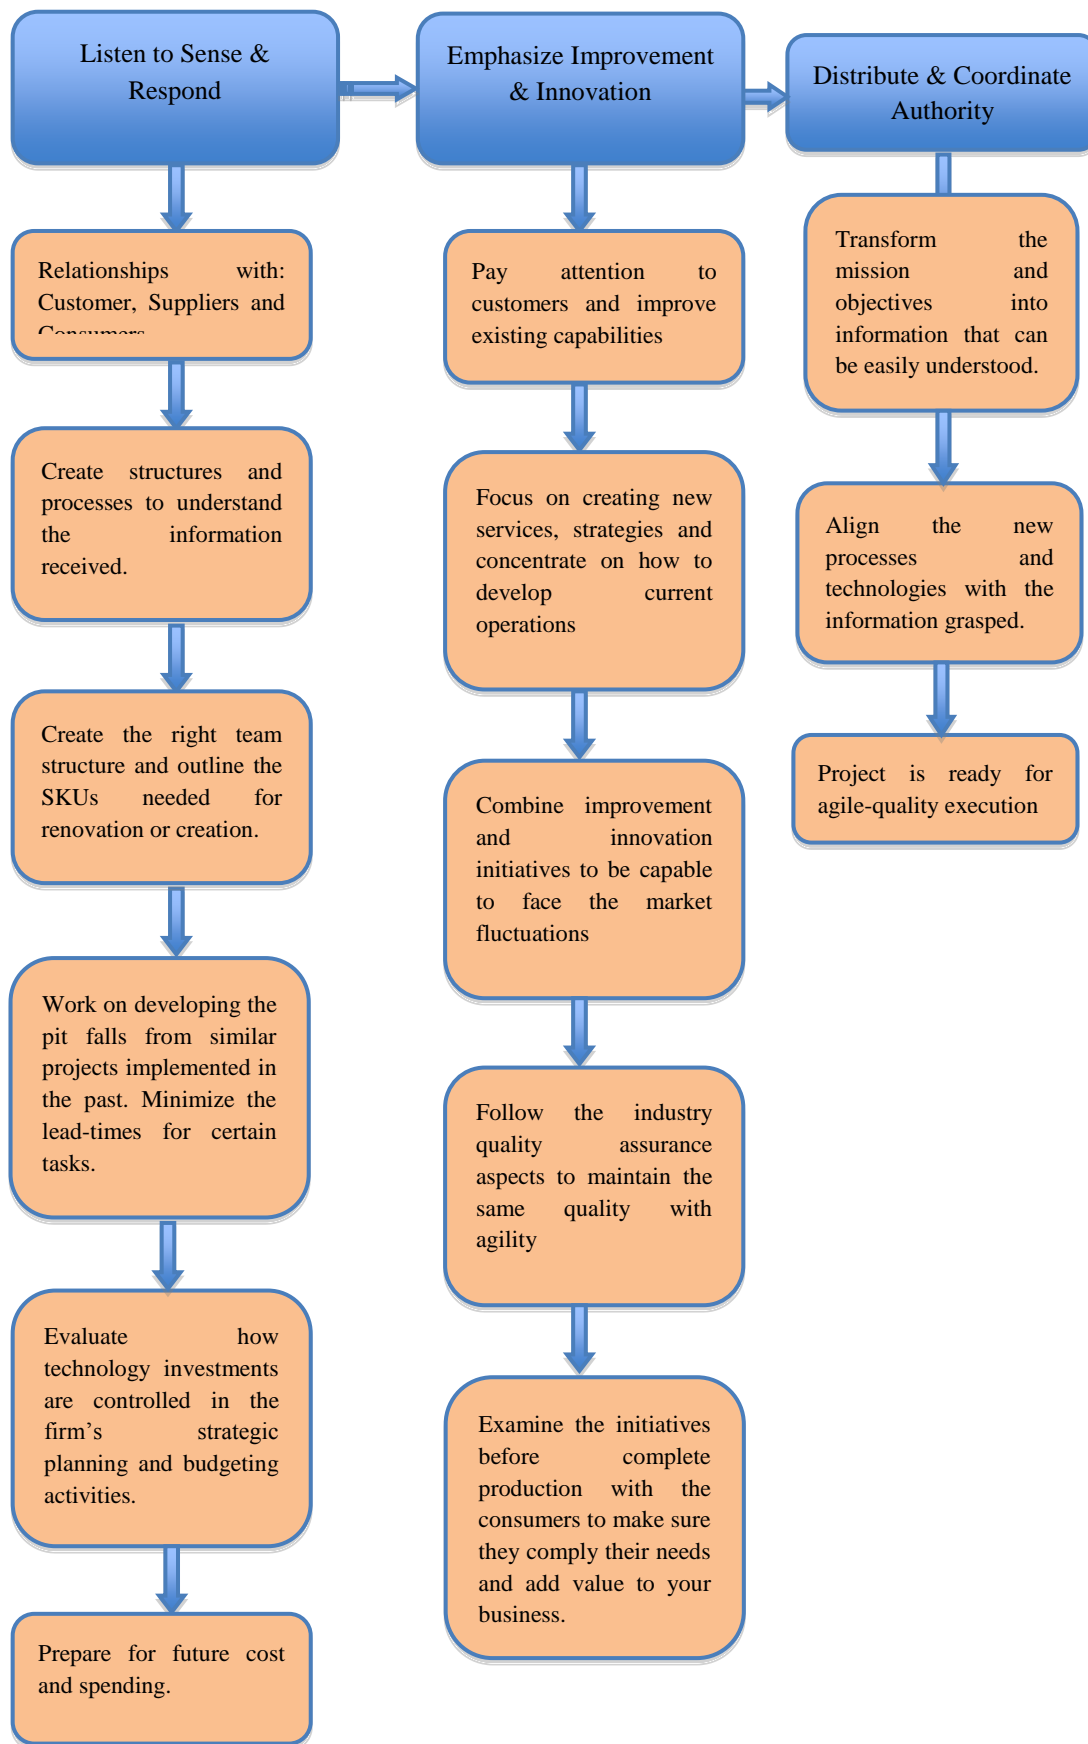 Listen to Sense &
Respond
Relationships with:
Customer, Suppliers and
Consumers
Create structures and
processes to understand
the information
received.
Create the right team
structure and outline the
SKUs needed for
renovation or creation.
Work on developing the
pit falls from similar
projects implemented in
the past. Minimize the
lead-times for certain
tasks.
Evaluate how
technology investments
are controlled in the
firm’s strategic
planning and budgeting
activities.
Prepare for future cost
and spending.
Emphasize Improvement
& Innovation
Pay attention to
customers and improve
existing capabilities
Focus on creating new
services, strategies and
concentrate on how to
develop current
operations
Combine improvement
and innovation
initiatives to be capable
to face the market
fluctuations
Follow the industry
quality assurance
aspects to maintain the
same quality with
agility
Examine the initiatives
before complete
production with the
consumers to make sure
they comply their needs
and add value to your
business.
Distribute & Coordinate
Authority
Transform the
mission and
objectives into
information that can
be easily understood.
Align the new
processes and
technologies with the
information grasped.
Project is ready for
agile-quality execution